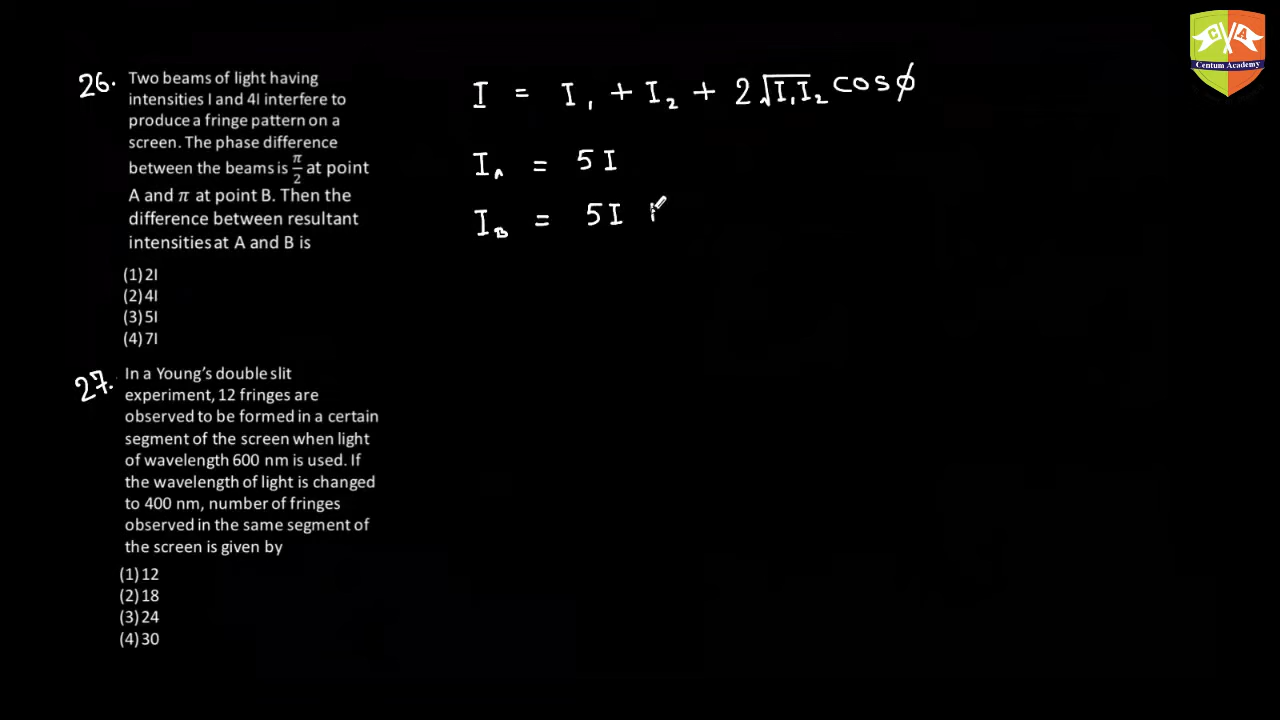 C A
Centum Academy
26. Two beams of light having
intensities I and 4I interfere to
produce a fringe pattern on a
screen. The phase difference
between the beams is π/2 at point
A and π at point B. Then the
difference between resultant
intensities at A and B is
(1) 2I
(2) 4I
(3) 5I
(4) 7I
I = I₁ + I₂ + 2√I₁I₂ cosϕ
I_A = 5I
I_B = 5I
27. In a Young's double slit
experiment, 12 fringes are
observed to be formed in a certain
segment of the screen when light
of wavelength 600 nm is used. If
the wavelength of light is changed
to 400 nm, number of fringes
observed in the same segment of
the screen is given by
(1) 12
(2) 18
(3) 24
(4) 30